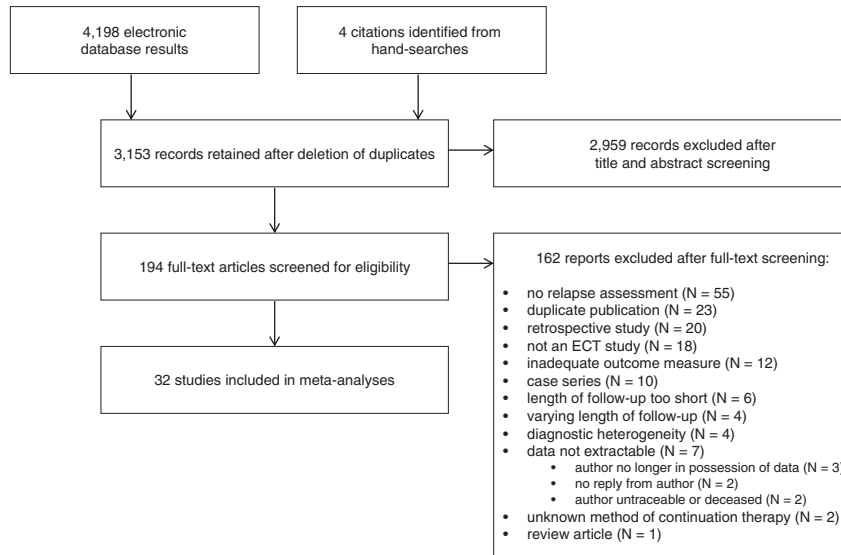 4,198 electronic
database results
4 citations identified from
hand-searches
3,153 records retained after deletion of duplicates
2,959 records excluded after
title and abstract screening
194 full-text articles screened for eligibility
162 reports excluded after full-text screening:
• no relapse assessment (N = 55)
• duplicate publication (N = 23)
• retrospective study (N = 20)
• not an ECT study (N = 18)
• inadequate outcome measure (N = 12)
• case series (N = 10)
• length of follow-up too short (N = 6)
• varying length of follow-up (N = 4)
• diagnostic heterogeneity (N = 4)
• data not extractable (N = 7)
• author no longer in possession of data (N = 3)
• no reply from author (N = 2)
• author untraceable or deceased (N = 2)
• unknown method of continuation therapy (N = 2)
• review article (N = 1)
32 studies included in meta-analyses